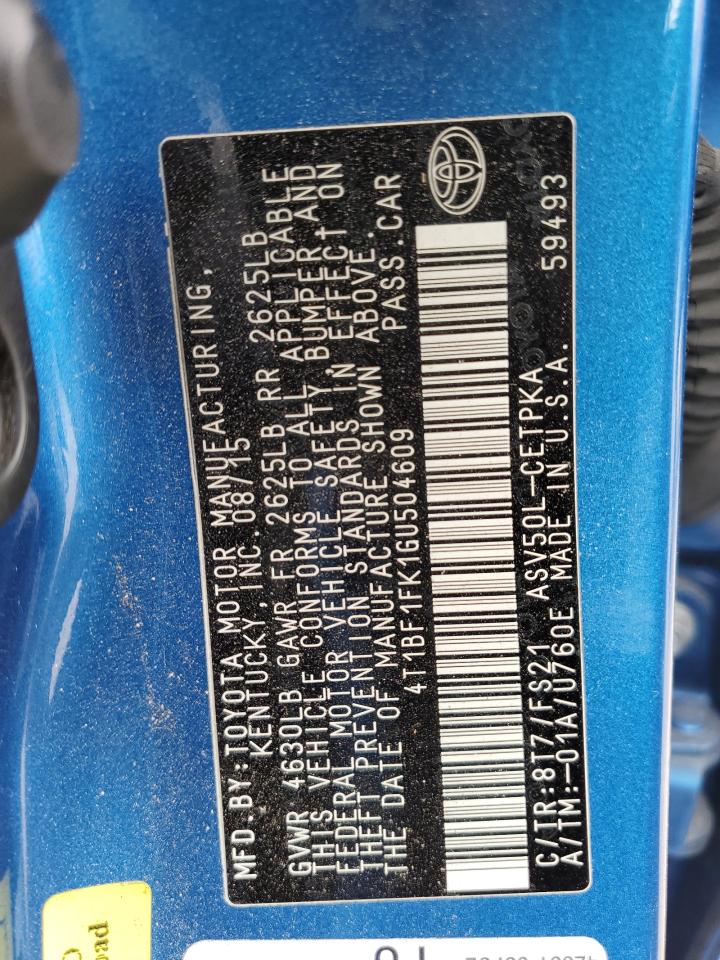 MFD.BY:TOYOTA MOTOR MANUFACTURING,
KENTUCKY, INC.08/15
GVWR 4630LB GAWR FR 2625LB RR 2625LB
THIS VEHICLE CONFORMS TO ALL APPLICABLE
FEDERAL MOTOR VEHICLE SAFETY, BUMPER, AND
THEFT PREVENTION STANDARDS IN EFFECT ON
THE DATE OF MANUFACTURE SHOWN ABOVE.
4T1BF1FK1GU504609 PASS.CAR
C/TR:8T7/FS21 ASV50L-CETPKA
A/TM:-01A/U760E MADE IN U.S.A. 59493